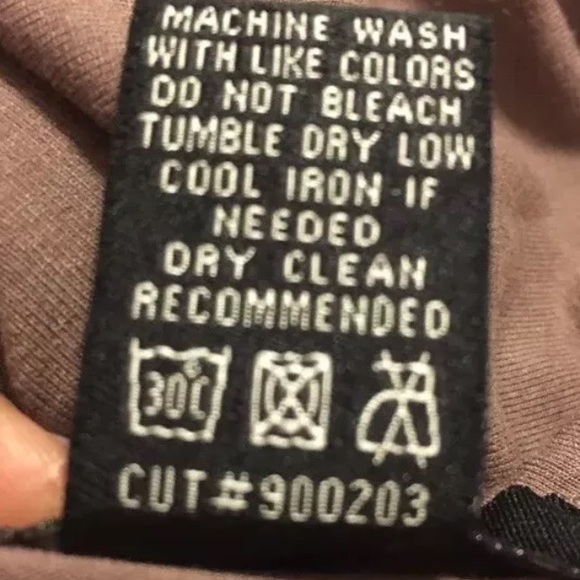 MACHINE WASH
WITH LIKE COLORS
DO NOT BLEACH
TUMBLE DRY LOW
COOL IRON-IF
NEEDED
DRY CLEAN
RECOMMENDED
30°C
CUT#900203